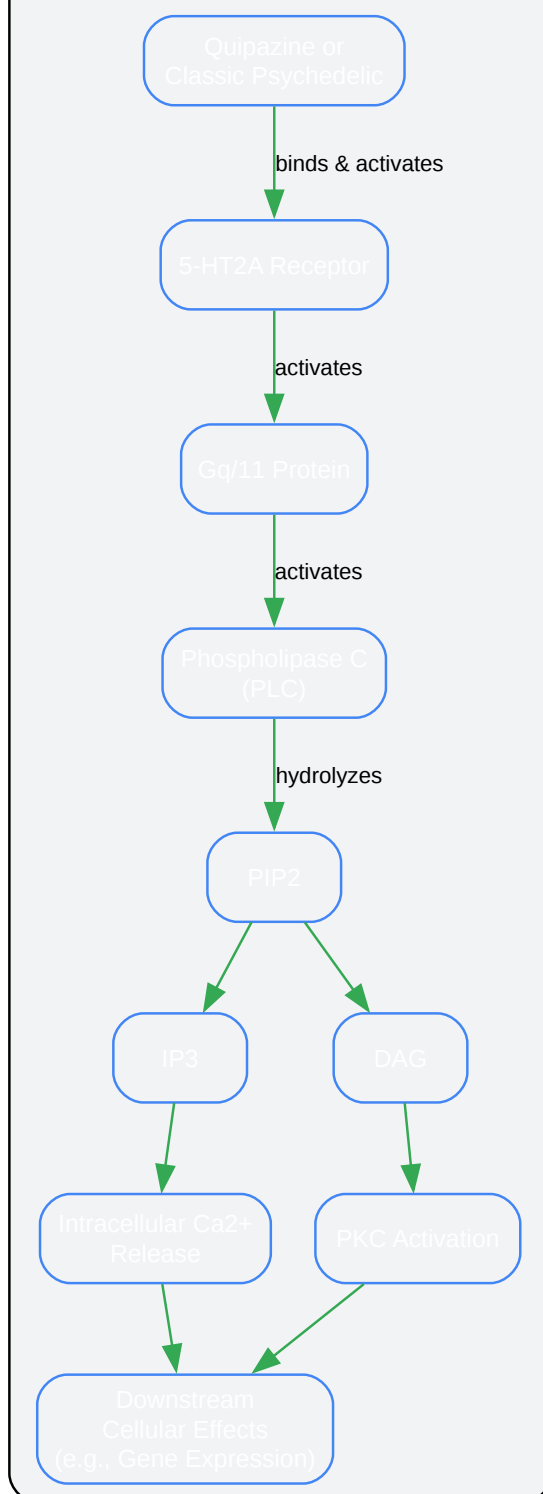 Quipazine or
Classic Psychedelic
binds & activates
5-HT2A Receptor
activates
Gq/11 Protein
activates
Phospholipase C
(PLC)
hydrolyzes
PIP2
IP3
DAG
Intracellular Ca2+
Release
PKC Activation
Downstream
Cellular Effects
(e.g., Gene Expression)